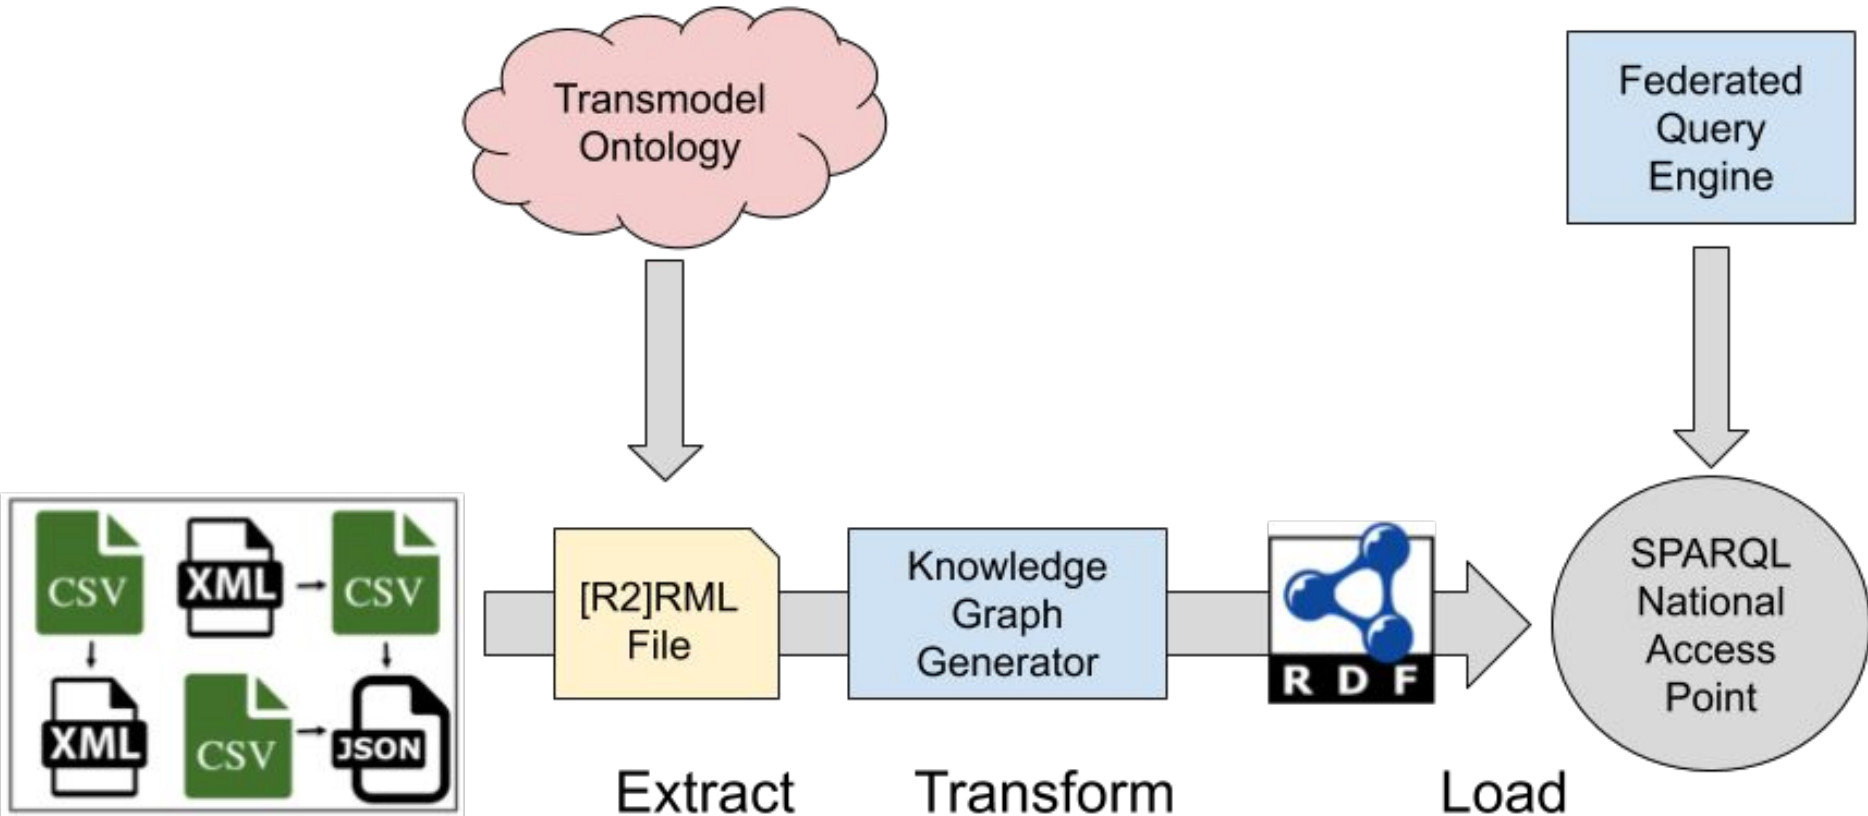 Transmodel
Ontology
Federated
Query
Engine
CSV
XML
CSV
XML
CSV
JSON
[R2]RML
File
Knowledge
Graph
Generator
RDF
SPARQL
National
Access
Point
Extract
Transform
Load